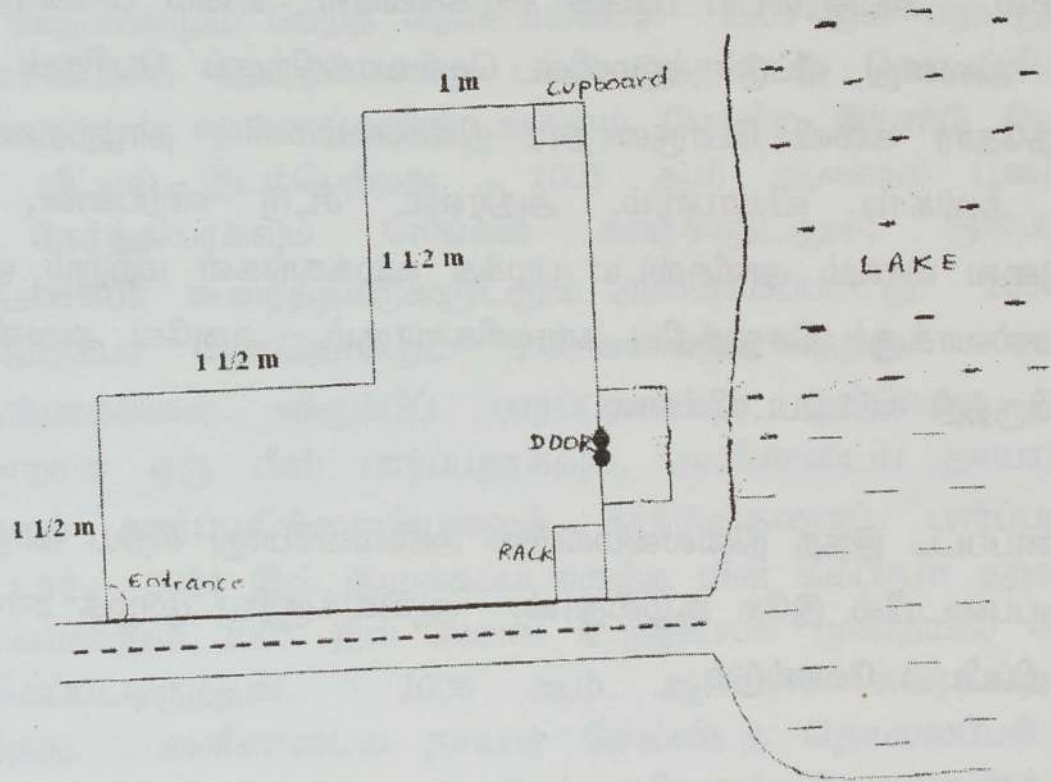 1 m
cupboard
1 1/2 m
LAKE
1 1/2 m
DOOR
1 1/2 m
RACK
Entrance